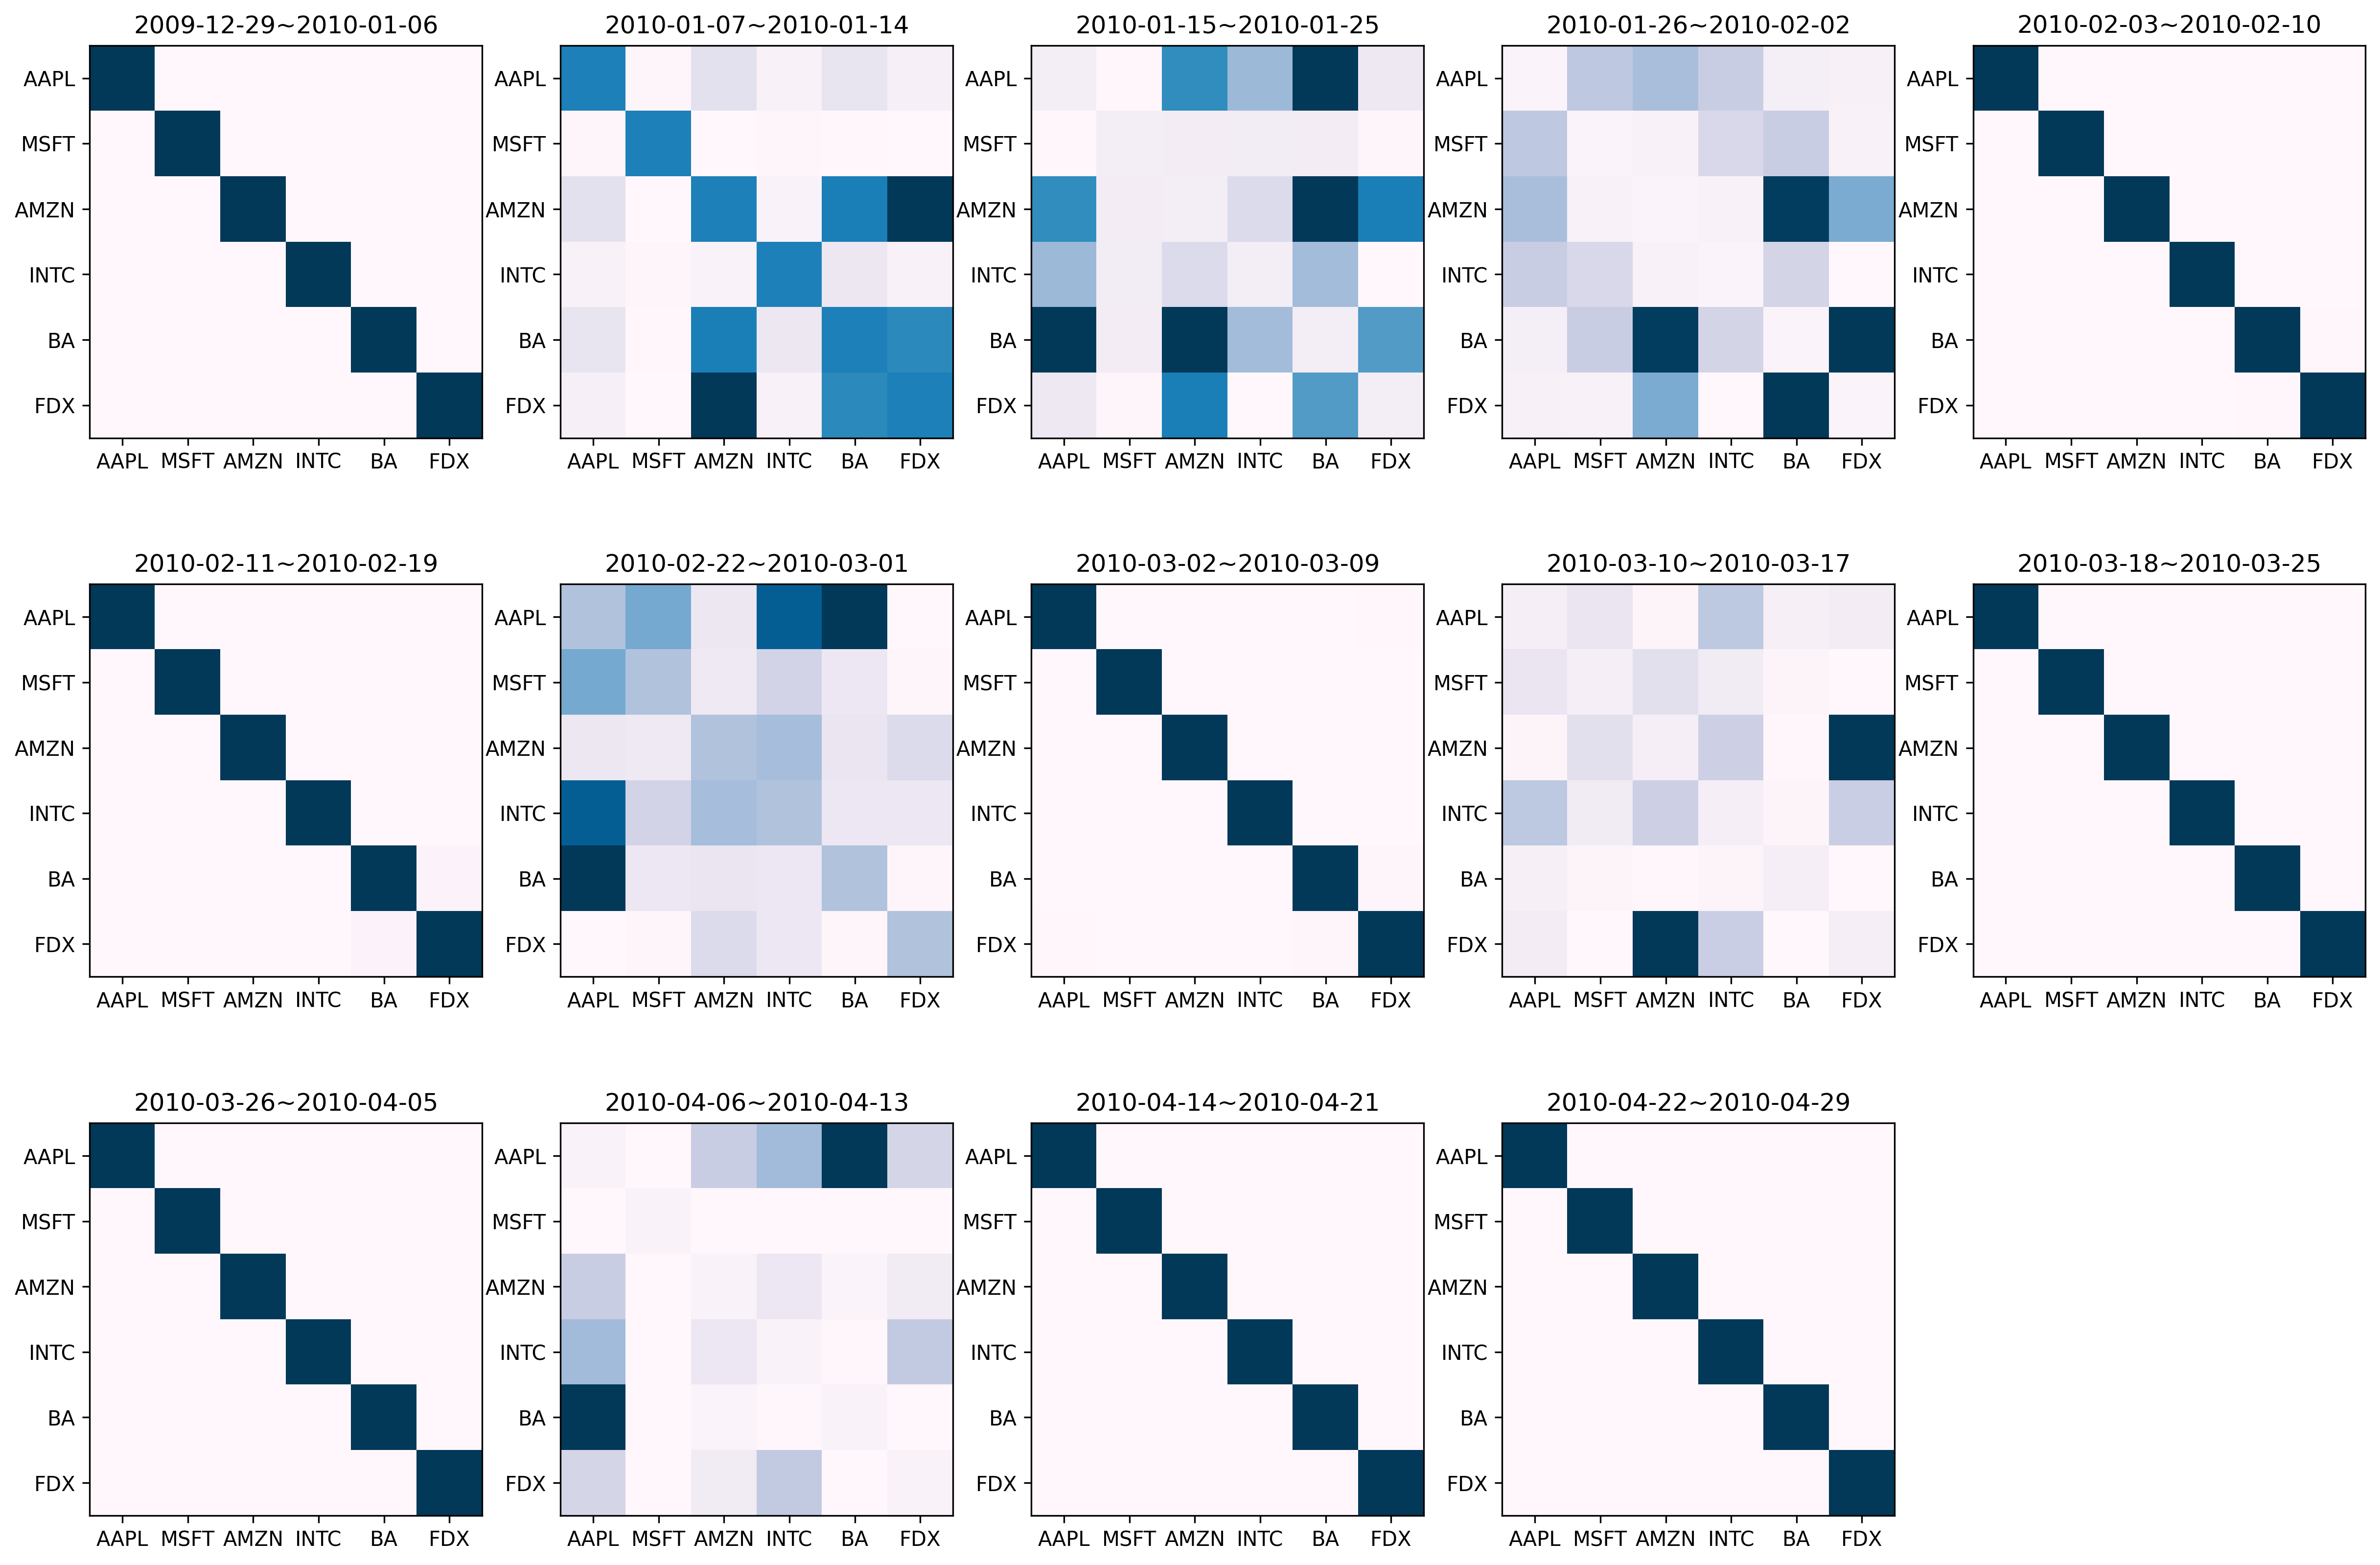 2009-12-29~2010-01-06 2010-01-07~2010-01-14 2010-01-15~2010-01-25 2010-01-26~2010-02-02 2010-02-03~2010-02-10
AAPL AAPL AAPL AAPL AAPL
MSFT MSFT MSFT MSFT MSFT
AMZN AMZN AMZN AMZN AMZN
INTC INTC INTC INTC INTC
BA BA BA BA BA
FDX FDX FDX FDX FDX
AAPL MSFT AMZN INTC BA FDX AAPL MSFT AMZN INTC BA FDX AAPL MSFT AMZN INTC BA FDX AAPL MSFT AMZN INTC BA FDX AAPL MSFT AMZN INTC BA FDX
2010-02-11~2010-02-19 2010-02-22~2010-03-01 2010-03-02~2010-03-09 2010-03-10~2010-03-17 2010-03-18~2010-03-25
AAPL AAPL AAPL AAPL AAPL
MSFT MSFT MSFT MSFT MSFT
AMZN AMZN AMZN AMZN AMZN
INTC INTC INTC INTC INTC
BA BA BA BA BA
FDX FDX FDX FDX FDX
AAPL MSFT AMZN INTC BA FDX AAPL MSFT AMZN INTC BA FDX AAPL MSFT AMZN INTC BA FDX AAPL MSFT AMZN INTC BA FDX AAPL MSFT AMZN INTC BA FDX
2010-03-26~2010-04-05 2010-04-06~2010-04-13 2010-04-14~2010-04-21 2010-04-22~2010-04-29
AAPL AAPL AAPL AAPL
MSFT MSFT MSFT MSFT
AMZN AMZN AMZN AMZN
INTC INTC INTC INTC
BA BA BA BA
FDX FDX FDX FDX
AAPL MSFT AMZN INTC BA FDX AAPL MSFT AMZN INTC BA FDX AAPL MSFT AMZN INTC BA FDX AAPL MSFT AMZN INTC BA FDX